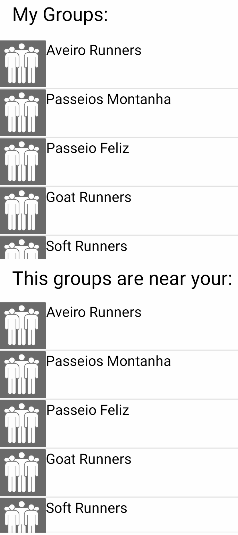 My Groups:
Aveiro Runners
Passeios Montanha
Passeio Feliz
Goat Runners
Soft Runners
This groups are near your:
Aveiro Runners
Passeios Montanha
Passeio Feliz
Goat Runners
Soft Runners